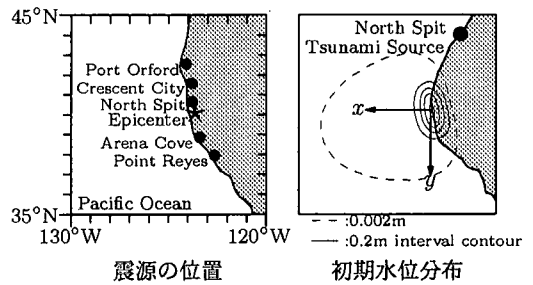 45°N
Port Orford
Crescent City
North Spit
Epicenter
Arena Cove
Point Reyes
Pacific Ocean
35°N
130°W
120°W
震源の位置
North Spit
Tsunami Source
x
y
:0.002m
:0.2m interval contour
初期水位分布